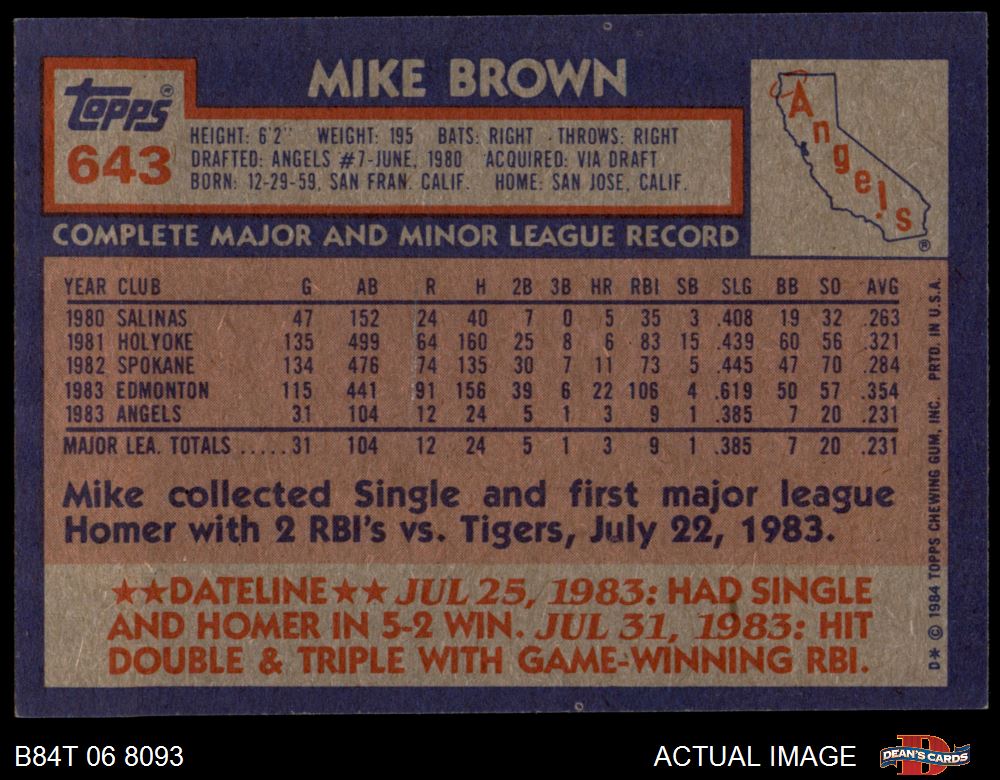 MIKE BROWN
Topps®
643
HEIGHT: 6'2" WEIGHT: 195 BATS: RIGHT · THROWS: RIGHT
DRAFTED: ANGELS #7-JUNE, 1980 ACQUIRED: VIA DRAFT
BORN: 12-29-59, SAN FRAN. CALIF. HOME: SAN JOSE, CALIF.
Angels
®
COMPLETE MAJOR AND MINOR LEAGUE RECORD
YEAR CLUB G AB R H 2B 3B HR RBI SB SLG BB SO AVG
1980 SALINAS 47 152 24 40 7 0 5 35 3 .408 19 32 .263
1981 HOLYOKE 135 499 64 160 25 8 6 83 15 .439 60 56 .321
1982 SPOKANE 134 476 74 135 30 7 11 73 5 .445 47 70 .284
1983 EDMONTON 115 441 91 156 39 6 22 106 4 .619 50 57 .354
1983 ANGELS 31 104 12 24 5 1 3 9 1 .385 7 20 .231
MAJOR LEA. TOTALS ..... 31 104 12 24 5 1 3 9 1 .385 7 20 .231
Mike collected Single and first major league
Homer with 2 RBI's vs. Tigers, July 22, 1983.
★★DATELINE★★ JUL 25, 1983: HAD SINGLE
AND HOMER IN 5-2 WIN. JUL 31, 1983: HIT
DOUBLE & TRIPLE WITH GAME-WINNING RBI.
D* © 1984 TOPPS CHEWING GUM, INC. PRTD. IN U.S.A.
B84T 06 8093
ACTUAL IMAGE
D
DEAN'S CARDS